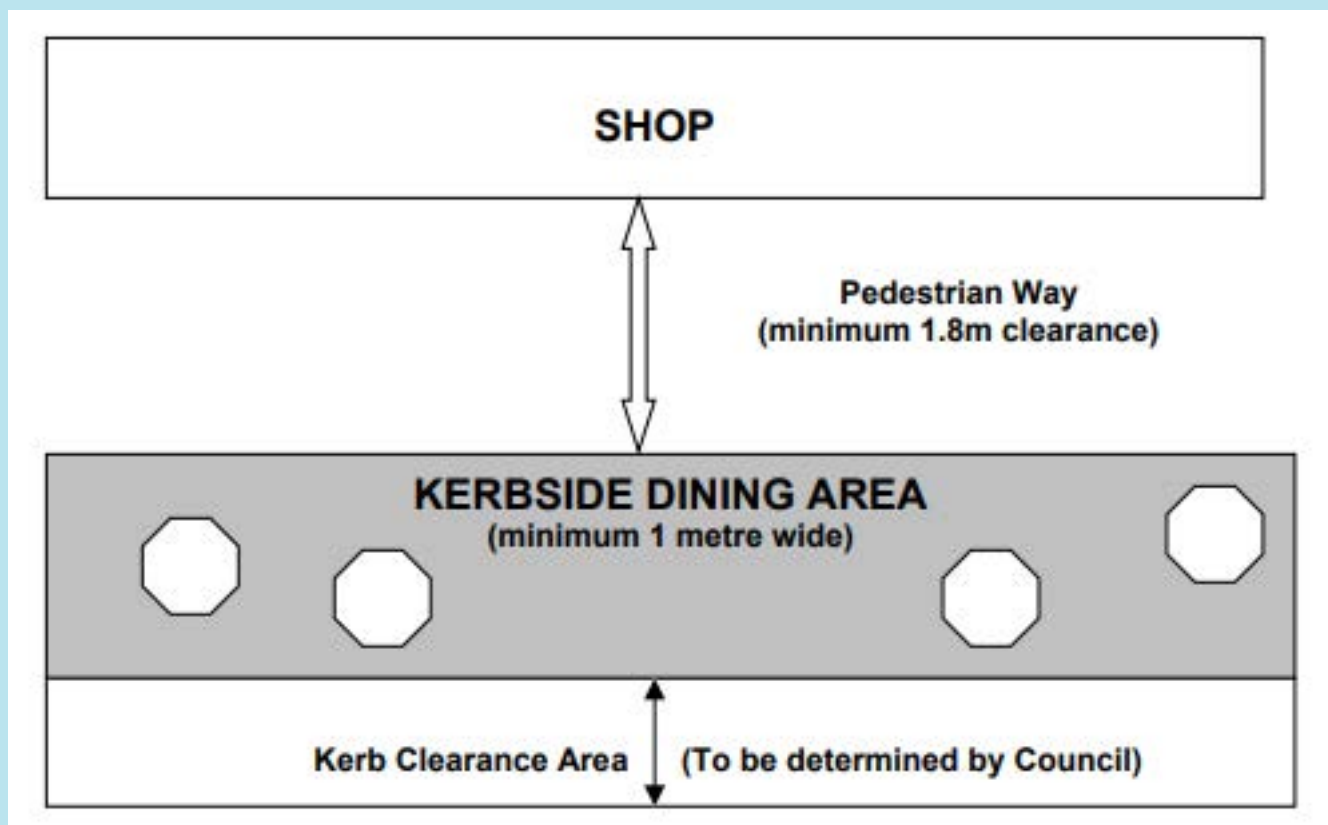 SHOP
Pedestrian Way
(minimum 1.8m clearance)
KERBSIDE DINING AREA
(minimum 1 metre wide)
Kerb Clearance Area (To be determined by Council)